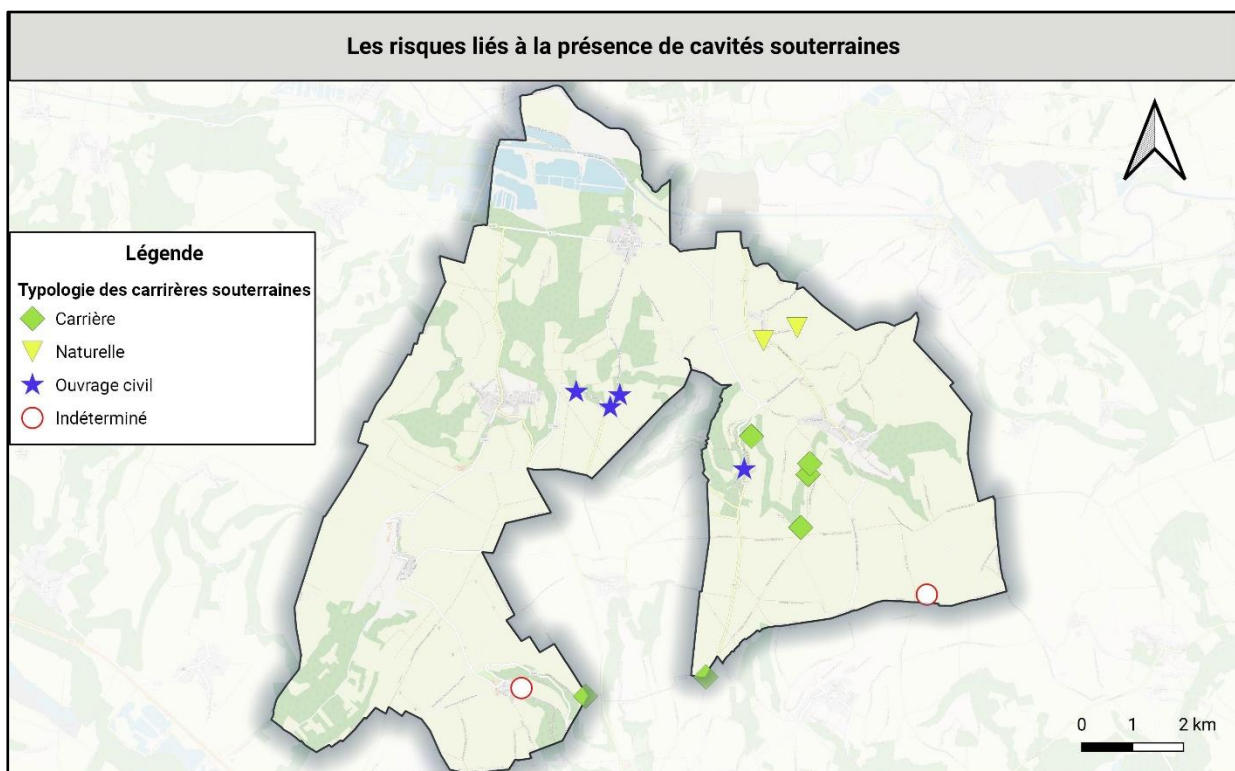 Les risques liés à la présence de cavités souterraines
Légende
Typologie des carrirères souterraines
Carrière
Naturelle
Ouvrage civil
Indéterminé
0 1 2 km